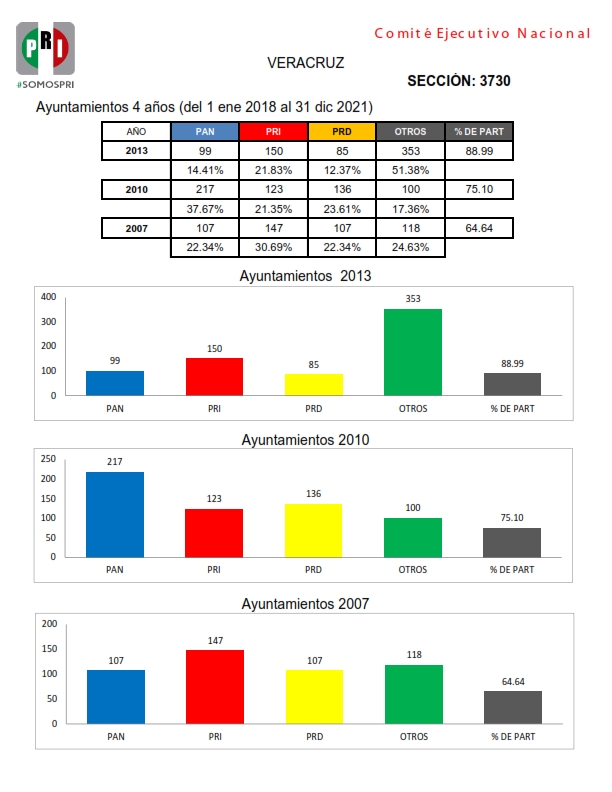 Comité Ejecutivo Nacional
PRI
#SOMOSPRI
VERACRUZ
SECCIÓN: 3730
Ayuntamientos 4 años (del 1 ene 2018 al 31 dic 2021)
AÑO PAN PRI PRD OTROS % DE PART
2013 99 150 85 353 88.99
14.41% 21.83% 12.37% 51.38%
2010 217 123 136 100 75.10
37.67% 21.35% 23.61% 17.36%
2007 107 147 107 118 64.64
22.34% 30.69% 22.34% 24.63%
Ayuntamientos 2013
400
300
200
100
0
99 150 85 353 88.99
PAN PRI PRD OTROS % DE PART
Ayuntamientos 2010
250
200
150
100
50
0
217 123 136 100 75.10
PAN PRI PRD OTROS % DE PART
Ayuntamientos 2007
200
150
100
50
0
107 147 107 118 64.64
PAN PRI PRD OTROS % DE PART